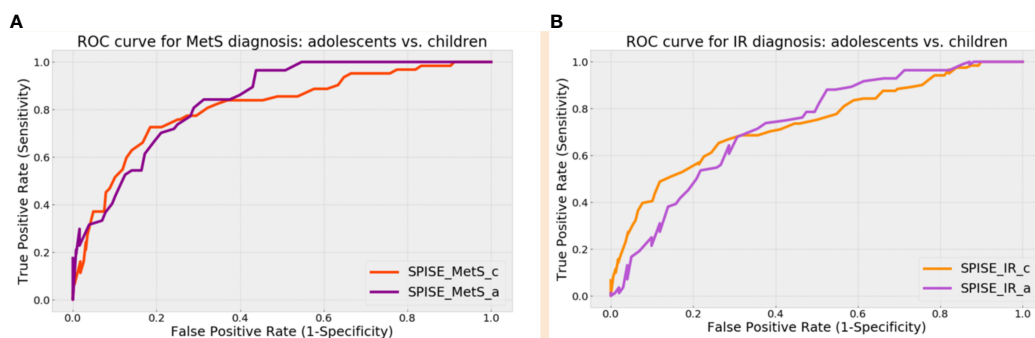 A
ROC curve for MetS diagnosis: adolescents vs. children
True Positive Rate (Sensitivity)
1.0
0.8
0.6
0.4
0.2
0.0
SPISE_MetS_c
SPISE_MetS_a
0.0 0.2 0.4 0.6 0.8 1.0
False Positive Rate (1-Specificity)
B
ROC curve for IR diagnosis: adolescents vs. children
True Positive Rate (Sensitivity)
1.0
0.8
0.6
0.4
0.2
0.0
SPISE_IR_c
SPISE_IR_a
0.0 0.2 0.4 0.6 0.8 1.0
False Positive Rate (1-Specificity)